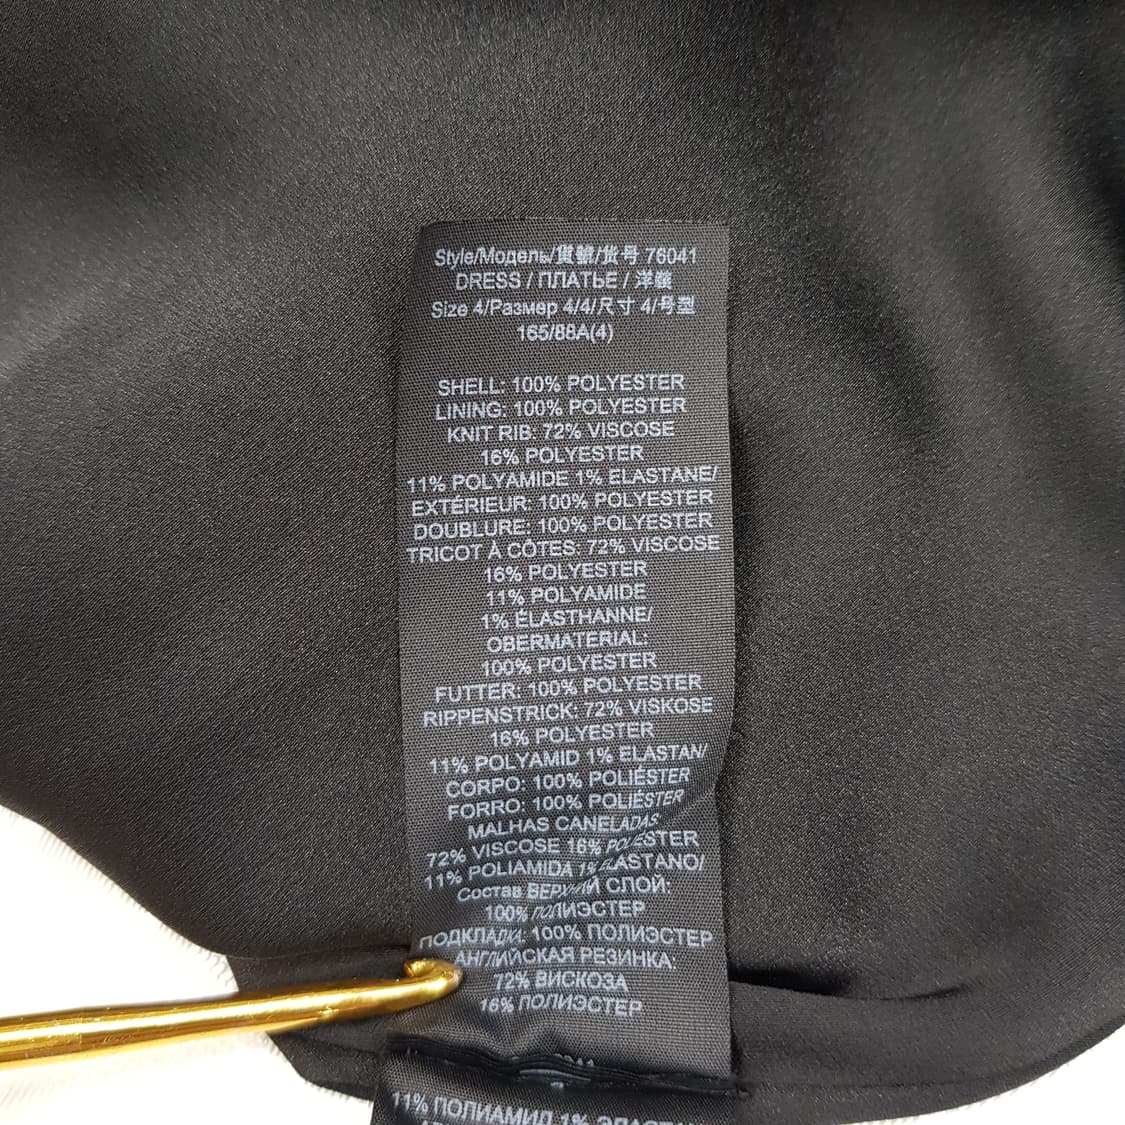 Style/Модель/貨號/货号 76041
DRESS / ПЛАТЬЕ / 洋裝
Size 4/Размер 4/4/尺寸 4/号型
165/88A(4)
SHELL: 100% POLYESTER
LINING: 100% POLYESTER
KNIT RIB: 72% VISCOSE
16% POLYESTER
11% POLYAMIDE 1% ELASTANE/
EXTÉRIEUR: 100% POLYESTER
DOUBLURE: 100% POLYESTER
TRICOT À CÔTES: 72% VISCOSE
16% POLYESTER
11% POLYAMIDE
1% ÉLASTHANNE/
OBERMATERIAL:
100% POLYESTER
FUTTER: 100% POLYESTER
RIPPENSTRICK: 72% VISKOSE
16% POLYESTER
11% POLYAMID 1% ELASTAN/
CORPO: 100% POLIÉSTER
FORRO: 100% POLIÉSTER
MALHAS CANELADAS:
72% VISCOSE 16% POLIESTER
11% POLIAMIDA 1% ELASTANO/
Состав ВЕРХНИЙ СЛОЙ:
100% ПОЛИЭСТЕР
ПОДКЛАДКА: 100% ПОЛИЭСТЕР
АНГЛИЙСКАЯ РЕЗИНКА:
72% ВИСКОЗА
16% ПОЛИЭСТЕР
11% ПОЛИАМИД 1%